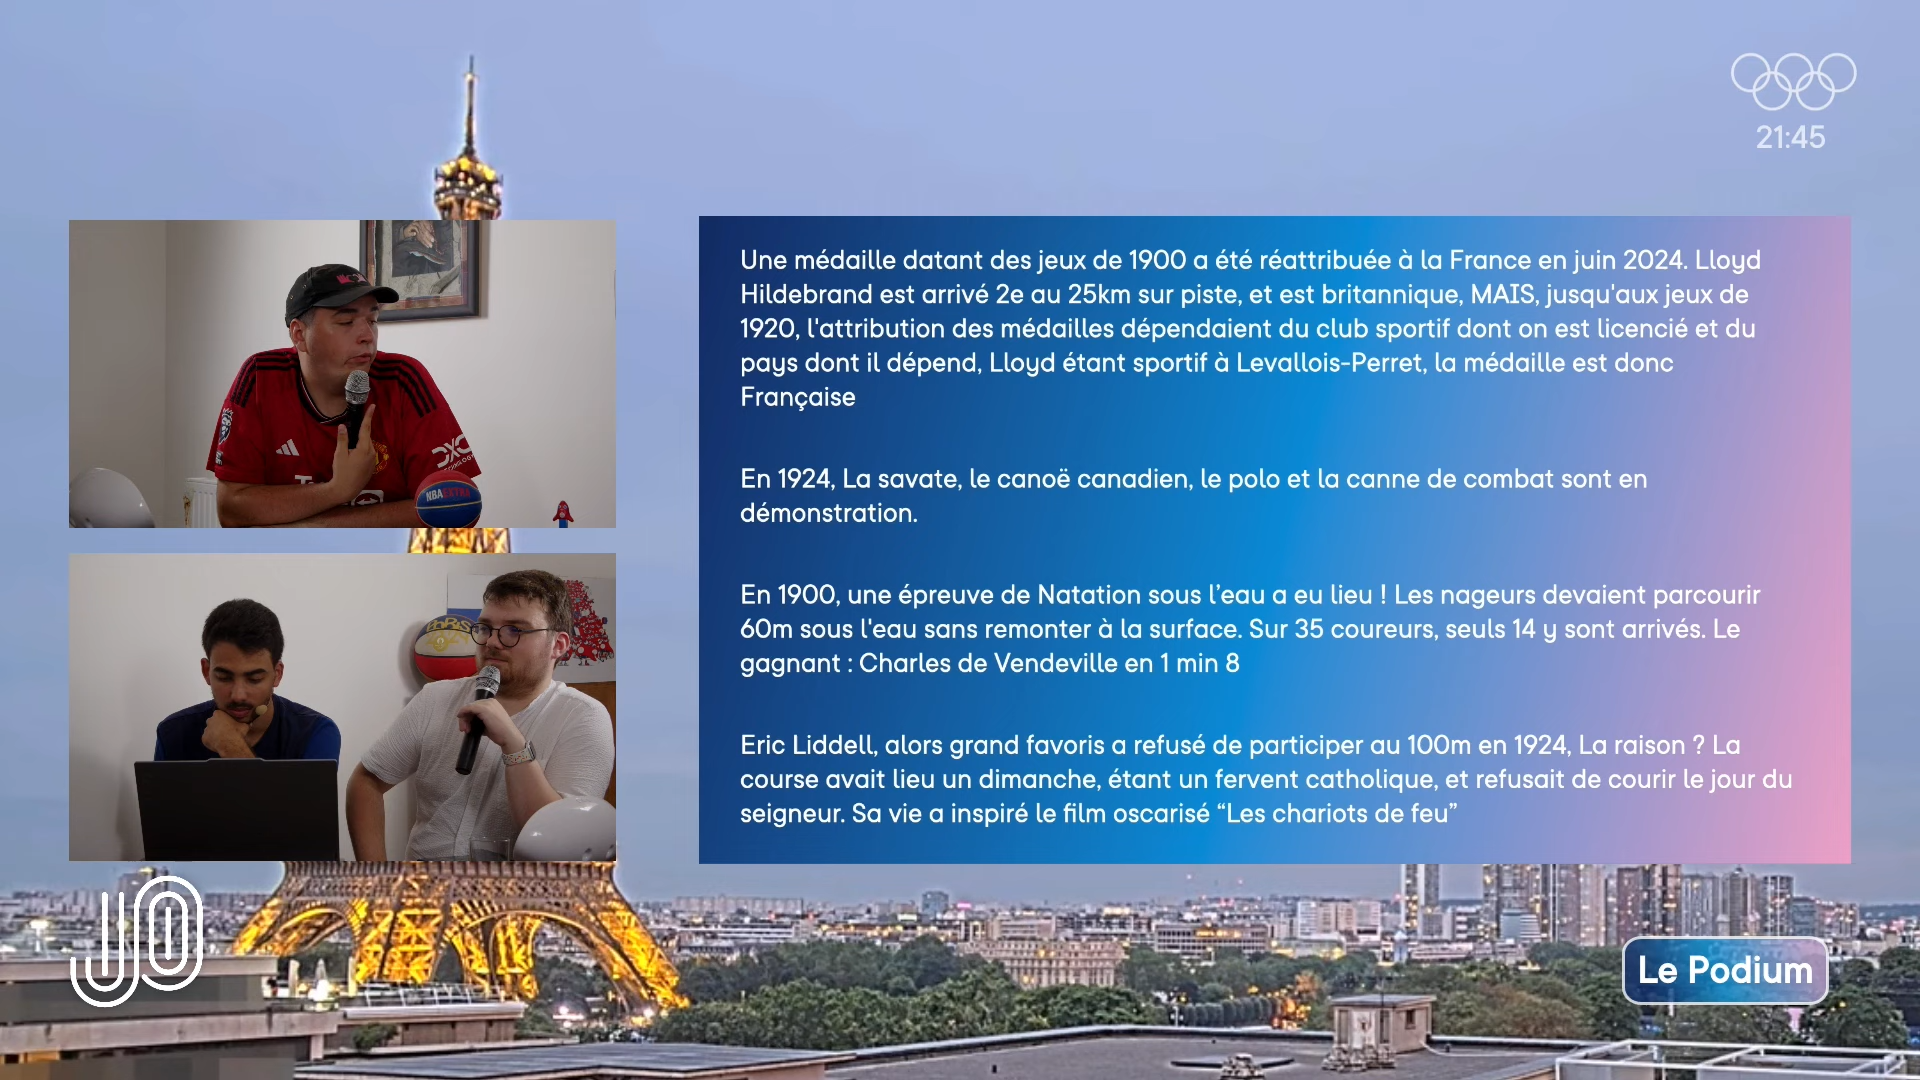 21:45
Une médaille datant des jeux de 1900 a été réattribuée à la France en juin 2024. Lloyd
Hildebrand est arrivé 2e au 25km sur piste, et est britannique, MAIS, jusqu'aux jeux de
1920, l'attribution des médailles dépendaient du club sportif dont on est licencié et du
pays dont il dépend, Lloyd étant sportif à Levallois-Perret, la médaille est donc
Française
En 1924, La savate, le canoë canadien, le polo et la canne de combat sont en
démonstration.
En 1900, une épreuve de Natation sous l’eau a eu lieu ! Les nageurs devaient parcourir
60m sous l'eau sans remonter à la surface. Sur 35 coureurs, seuls 14 y sont arrivés. Le
gagnant : Charles de Vendeville en 1 min 8
Eric Liddell, alors grand favoris a refusé de participer au 100m en 1924, La raison ? La
course avait lieu un dimanche, étant un fervent catholique, et refusait de courir le jour du
seigneur. Sa vie a inspiré le film oscarisé “Les chariots de feu”
DXC
NBA EXTRA
PARIS
JO
Le Podium